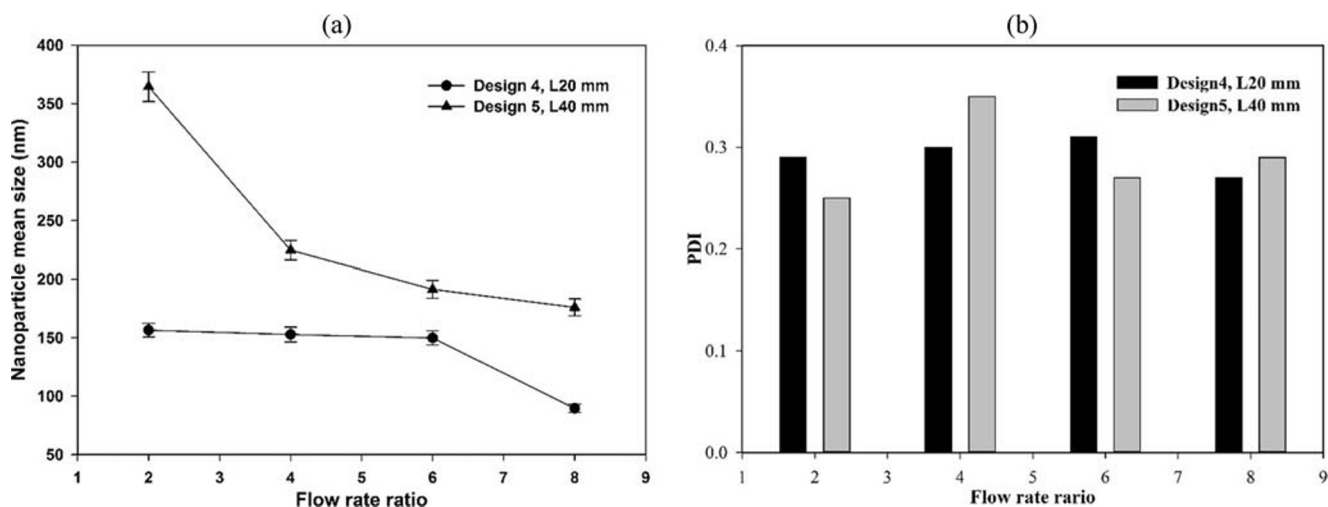 (a)
400
350
300
250
200
150
100
50
Nanoparticle mean size (nm)
Design 4, L20 mm
Design 5, L40 mm
1 2 3 4 5 6 7 8 9
Flow rate ratio
(b)
0.4
0.3
0.2
0.1
0.0
PDI
Design4, L20 mm
Design5, L40 mm
1 2 3 4 5 6 7 8 9
Flow rate rario